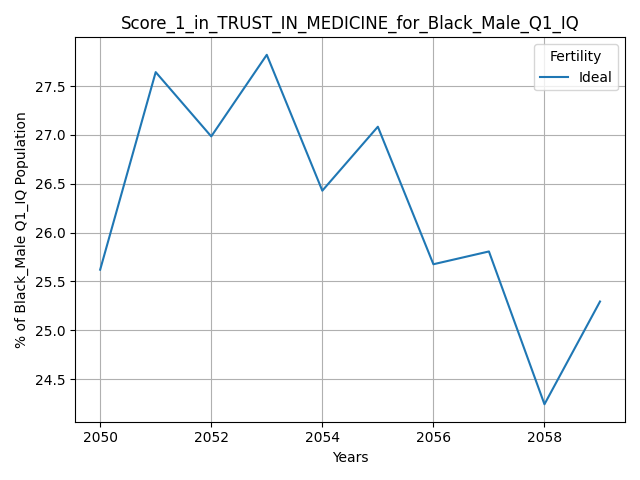 Score_1_in_TRUST_IN_MEDICINE_for_Black_Male_Q1_IQ
Fertility
Ideal
% of Black_Male Q1_IQ Population
27.5
27.0
26.5
26.0
25.5
25.0
24.5
2050
2052
2054
2056
2058
Years